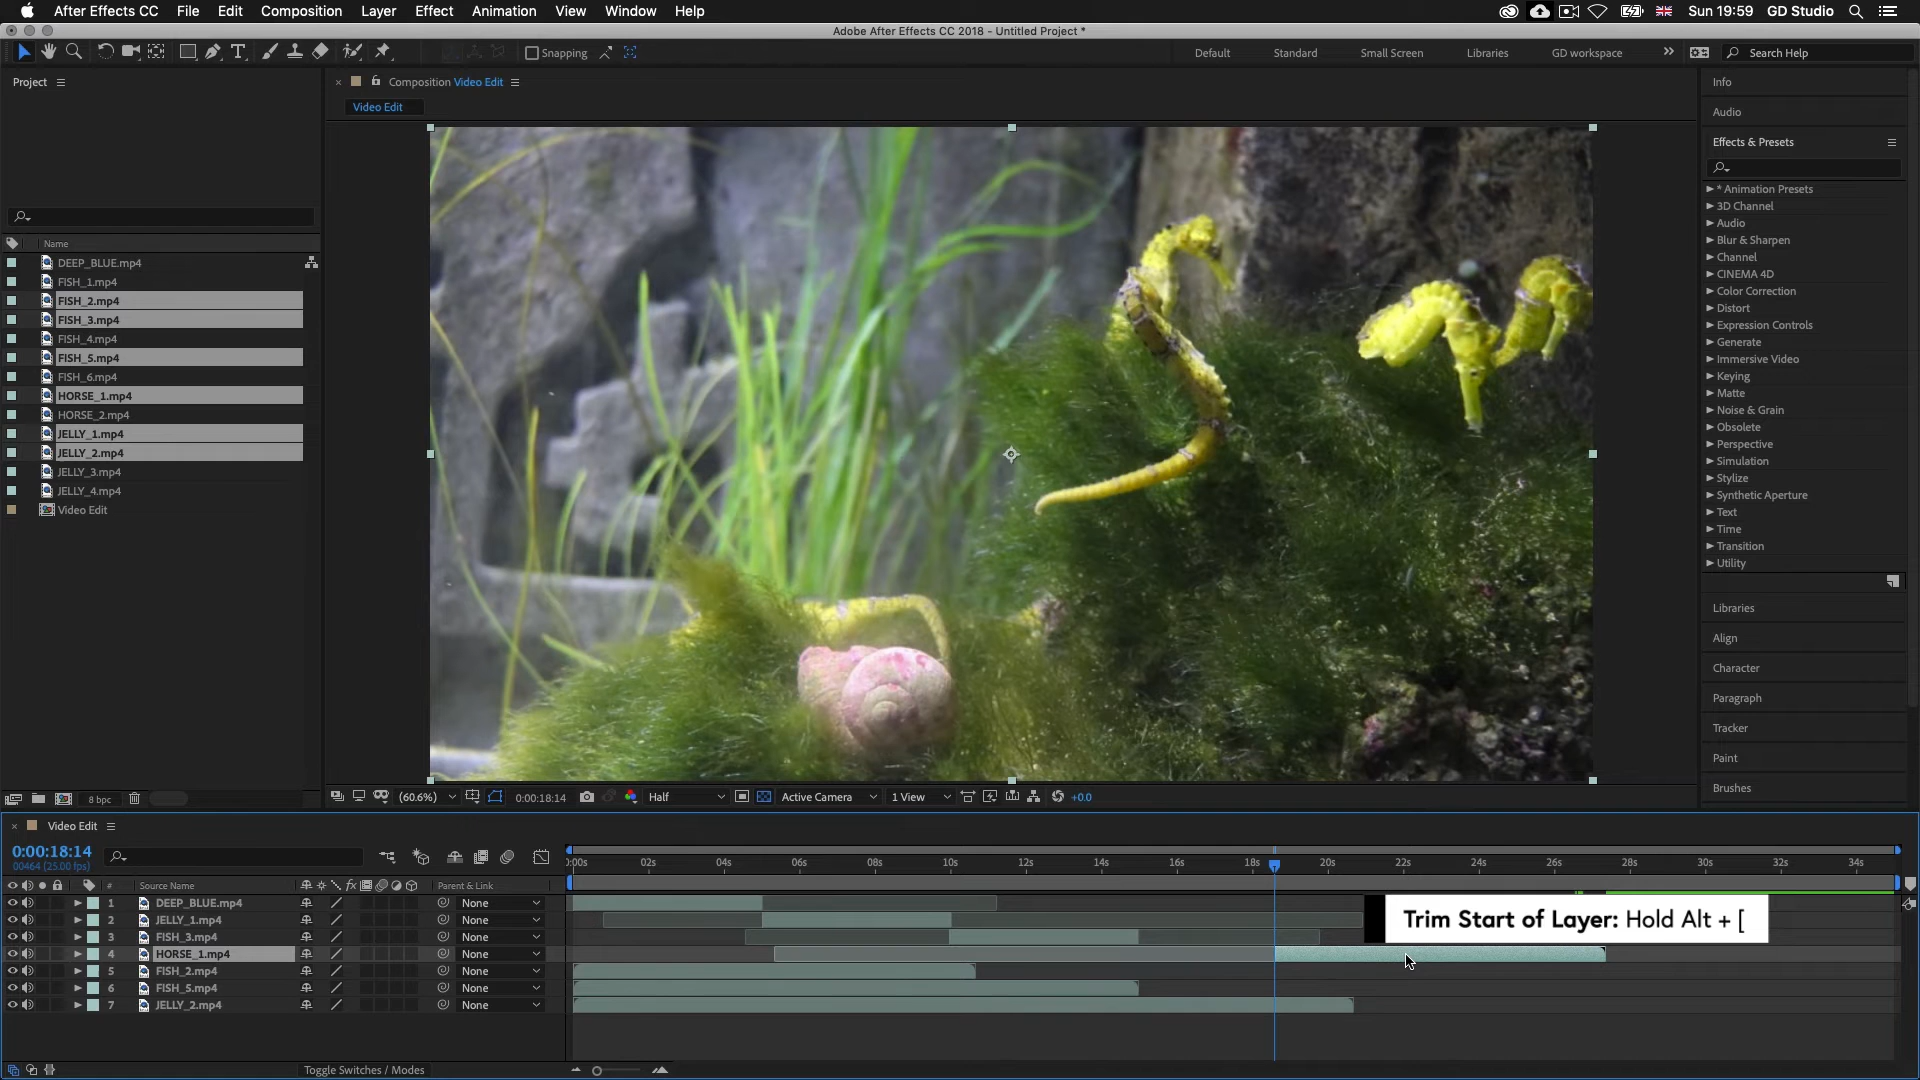 After Effects CC File Edit Composition Layer Effect Animation View Window Help Sun 19:59 GD Studio
Adobe After Effects CC 2018 - Untitled Project *
Snapping Default Standard Small Screen Libraries GD workspace » Search Help
Project
Composition Video Edit
Video Edit
Name
DEEP_BLUE.mp4
FISH_1.mp4
FISH_2.mp4
FISH_3.mp4
FISH_4.mp4
FISH_5.mp4
FISH_6.mp4
HORSE_1.mp4
HORSE_2.mp4
JELLY_1.mp4
JELLY_2.mp4
JELLY_3.mp4
JELLY_4.mp4
Video Edit
8 bpc
(60.6%) 0:00:18:14 Half Active Camera 1 View +0.0
Info
Audio
Effects & Presets
* Animation Presets
3D Channel
Audio
Blur & Sharpen
Channel
CINEMA 4D
Color Correction
Distort
Expression Controls
Generate
Immersive Video
Keying
Matte
Noise & Grain
Obsolete
Perspective
Simulation
Stylize
Synthetic Aperture
Text
Time
Transition
Utility
Libraries
Align
Character
Paragraph
Tracker
Paint
Brushes
Video Edit
0:00:18:14
00464 (25.00 fps)
:00s 02s 04s 06s 08s 10s 12s 14s 16s 18s 20s 22s 24s 26s 28s 30s 32s 34s
# Source Name fx Parent & Link
1 DEEP_BLUE.mp4 None
2 JELLY_1.mp4 None
3 FISH_3.mp4 None
4 HORSE_1.mp4 None
5 FISH_2.mp4 None
6 FISH_5.mp4 None
7 JELLY_2.mp4 None
Trim Start of Layer: Hold Alt + [
Toggle Switches / Modes